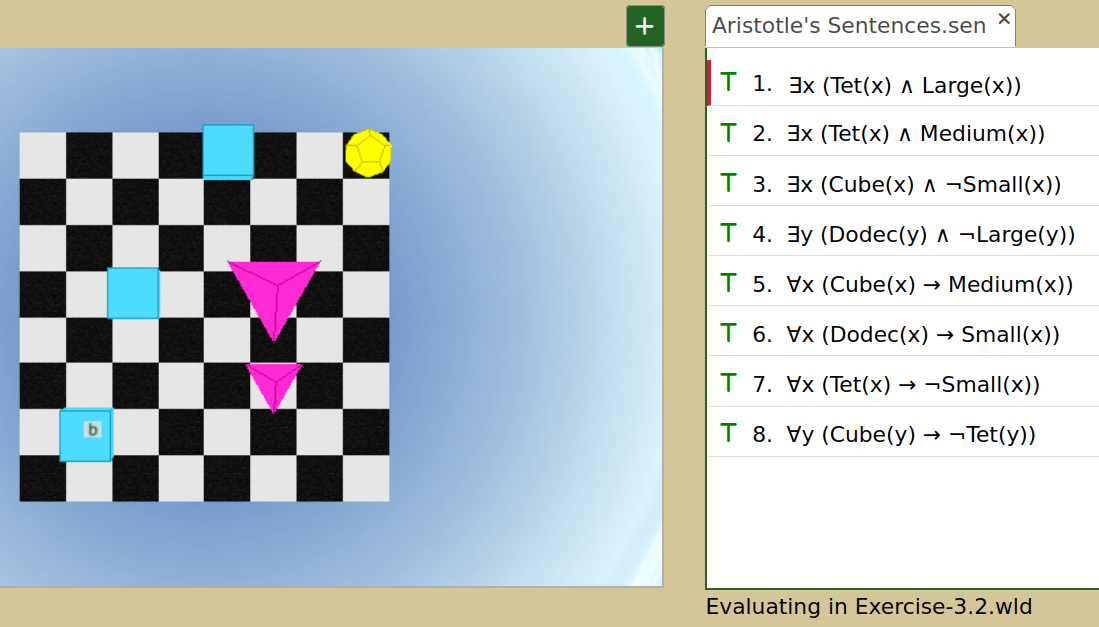 +
Aristotle's Sentences.sen ×
T 1. ∃x (Tet(x) ∧ Large(x))
T 2. ∃x (Tet(x) ∧ Medium(x))
T 3. ∃x (Cube(x) ∧ ¬Small(x))
T 4. ∃y (Dodec(y) ∧ ¬Large(y))
T 5. ∀x (Cube(x) → Medium(x))
T 6. ∀x (Dodec(x) → Small(x))
T 7. ∀x (Tet(x) → ¬Small(x))
T 8. ∀y (Cube(y) → ¬Tet(y))
b
Evaluating in Exercise-3.2.wld